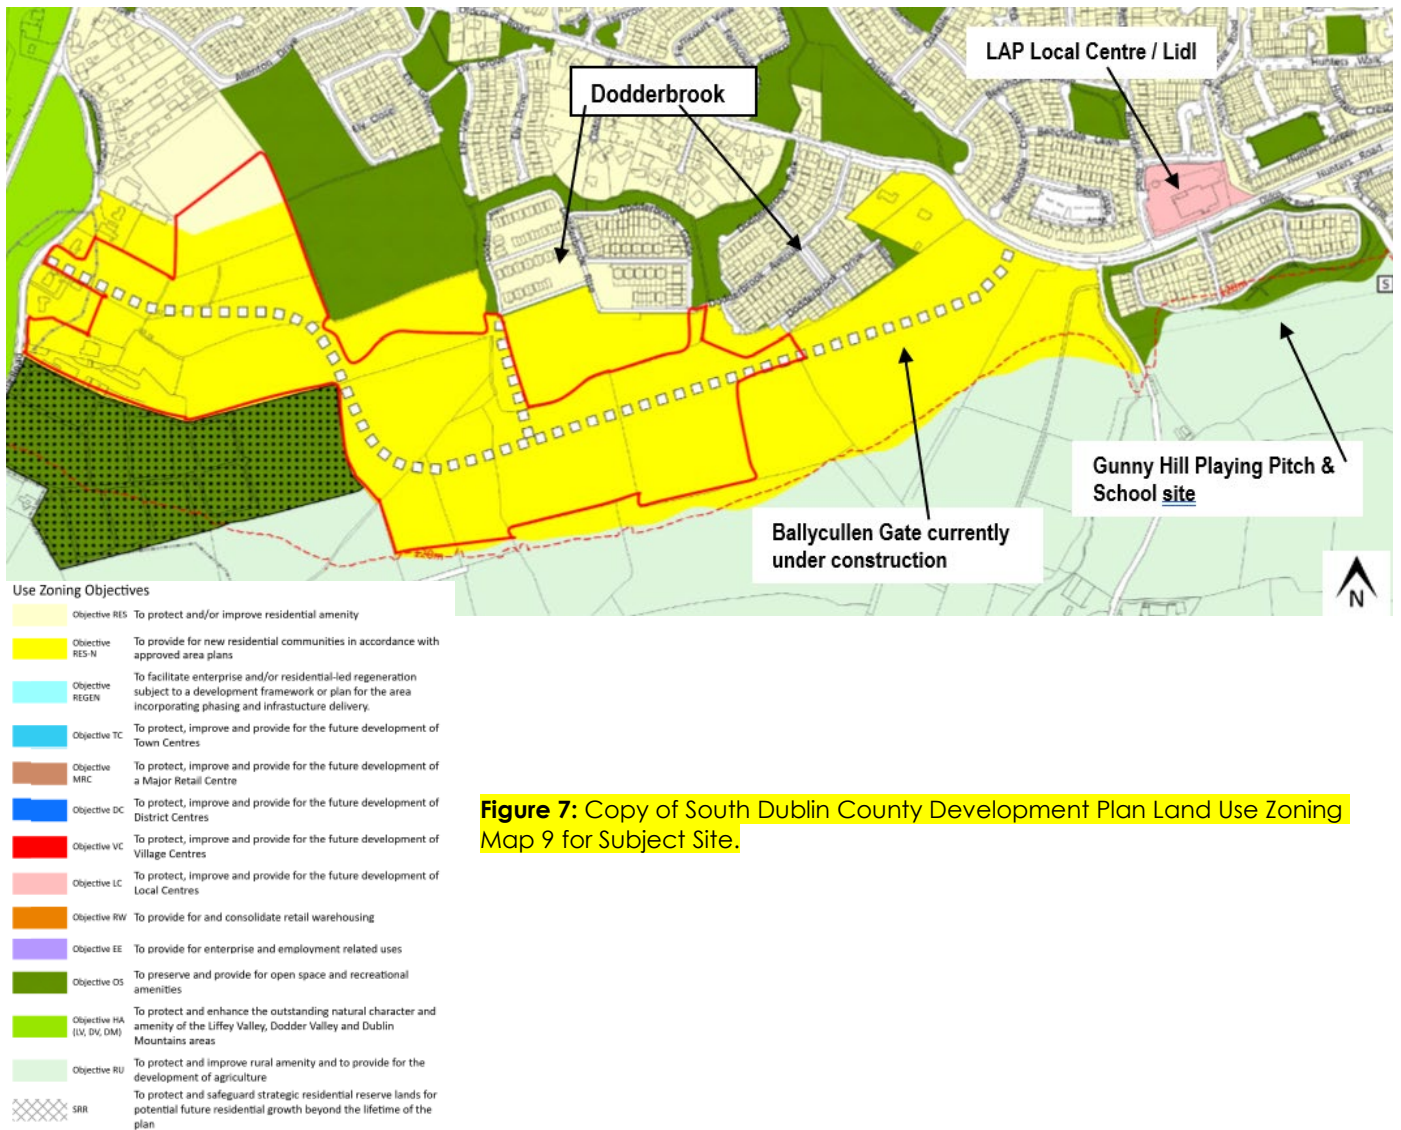 LAP Local Centre / Lidl
Dodderbrook
Allenton Drive
Hunters Walk
Hunters Road
Dodderbrook Drive
Gunny Hill Playing Pitch &
School site
Ballycullen Gate currently
under construction
220m
S
N
Use Zoning Objectives
Objective RES To protect and/or improve residential amenity
Objective
RES-N
To provide for new residential communities in accordance with
approved area plans
Objective
REGEN
To facilitate enterprise and/or residential-led regeneration
subject to a development framework or plan for the area
incorporating phasing and infrastucture delivery.
Objective TC
To protect, improve and provide for the future development of
Town Centres
Objective
MRC
To protect, improve and provide for the future development of
a Major Retail Centre
Objective DC
To protect, improve and provide for the future development of
District Centres
Objective VC
To protect, improve and provide for the future development of
Village Centres
Objective LC
To protect, improve and provide for the future development of
Local Centres
Objective RW To provide for and consolidate retail warehousing
Objective EE To provide for enterprise and employment related uses
Objective OS
To preserve and provide for open space and recreational
amenities
Objective HA
(LV, DV, DM)
To protect and enhance the outstanding natural character and
amenity of the Liffey Valley, Dodder Valley and Dublin
Mountains areas
Objective RU
To protect and improve rural amenity and to provide for the
development of agriculture
SRR
To protect and safeguard strategic residential reserve lands for
potential future residential growth beyond the lifetime of the
plan
Figure 7: Copy of South Dublin County Development Plan Land Use Zoning
Map 9 for Subject Site.